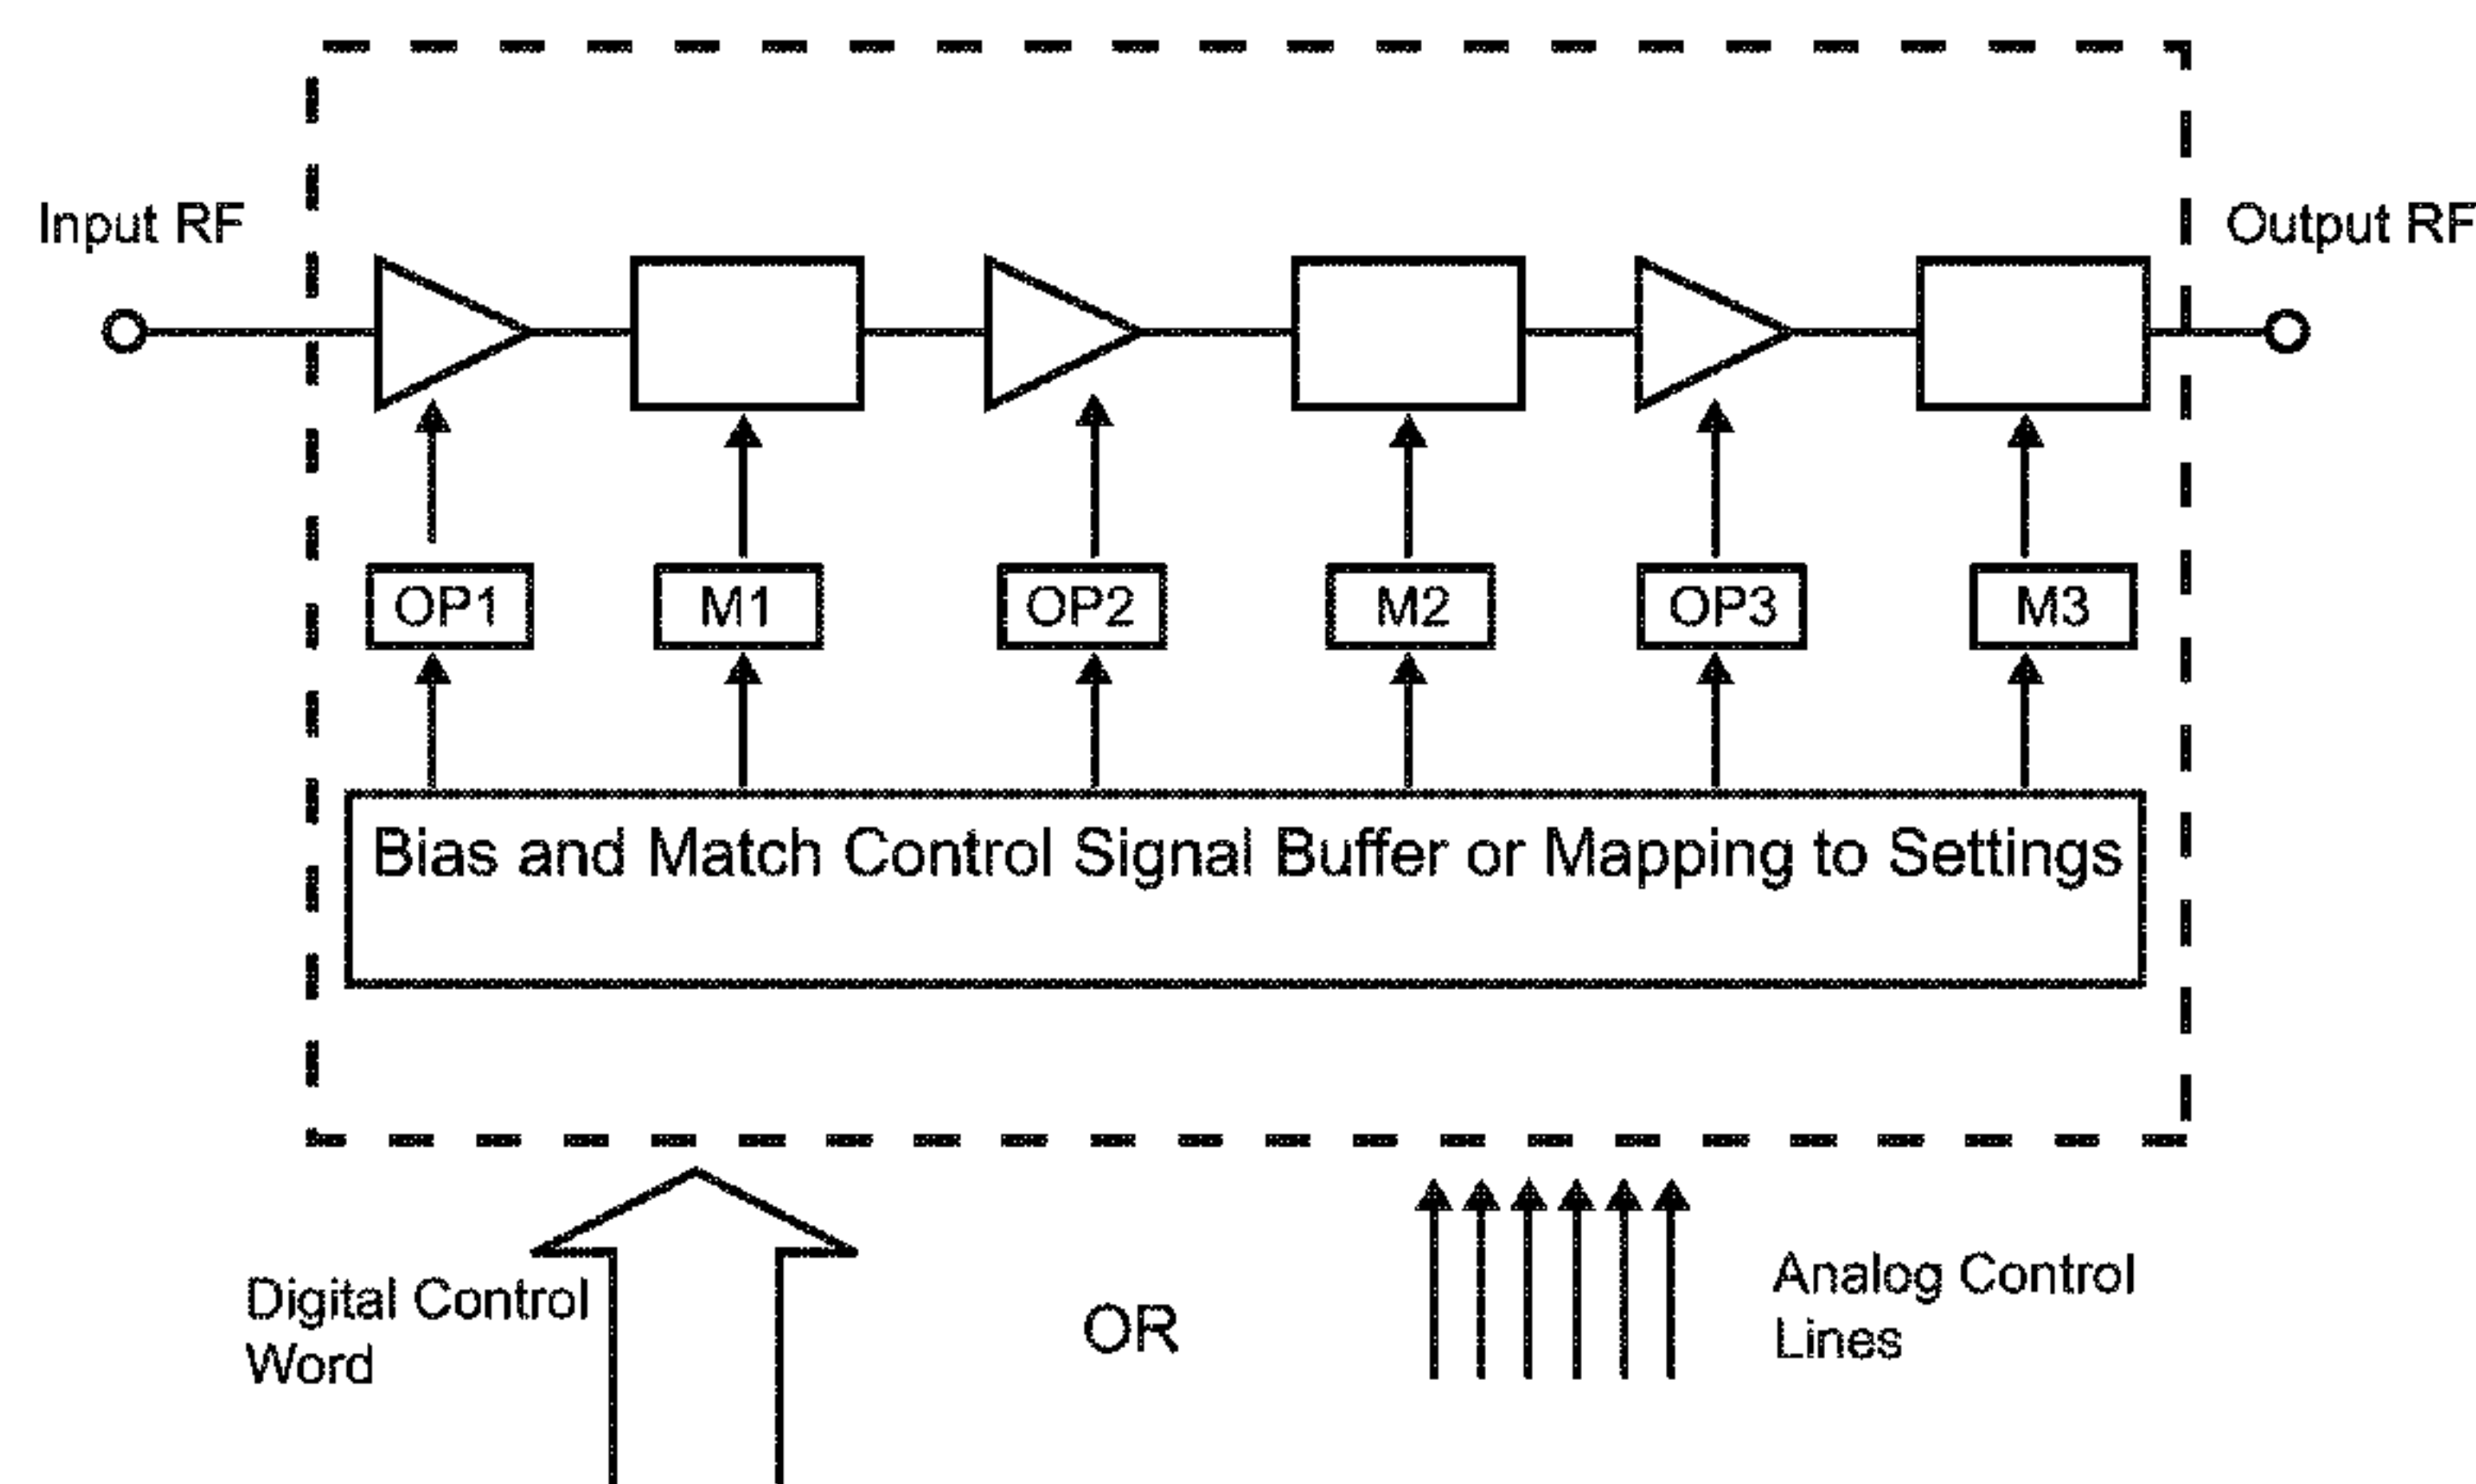 Input RF
Output RF
OP1
M1
OP2
M2
OP3
M3
Bias and Match Control Signal Buffer or Mapping to Settings
Digital Control
Word
OR
Analog Control
Lines